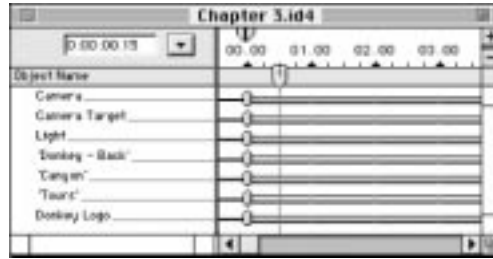 Chapter 3.id4
0:00:00.15
00.00 01.00 02.00 03.00
Object Name
Camera
Camera Target
Light
'Donkey - Back'
'Canyon'
'Tours'
Donkey Logo